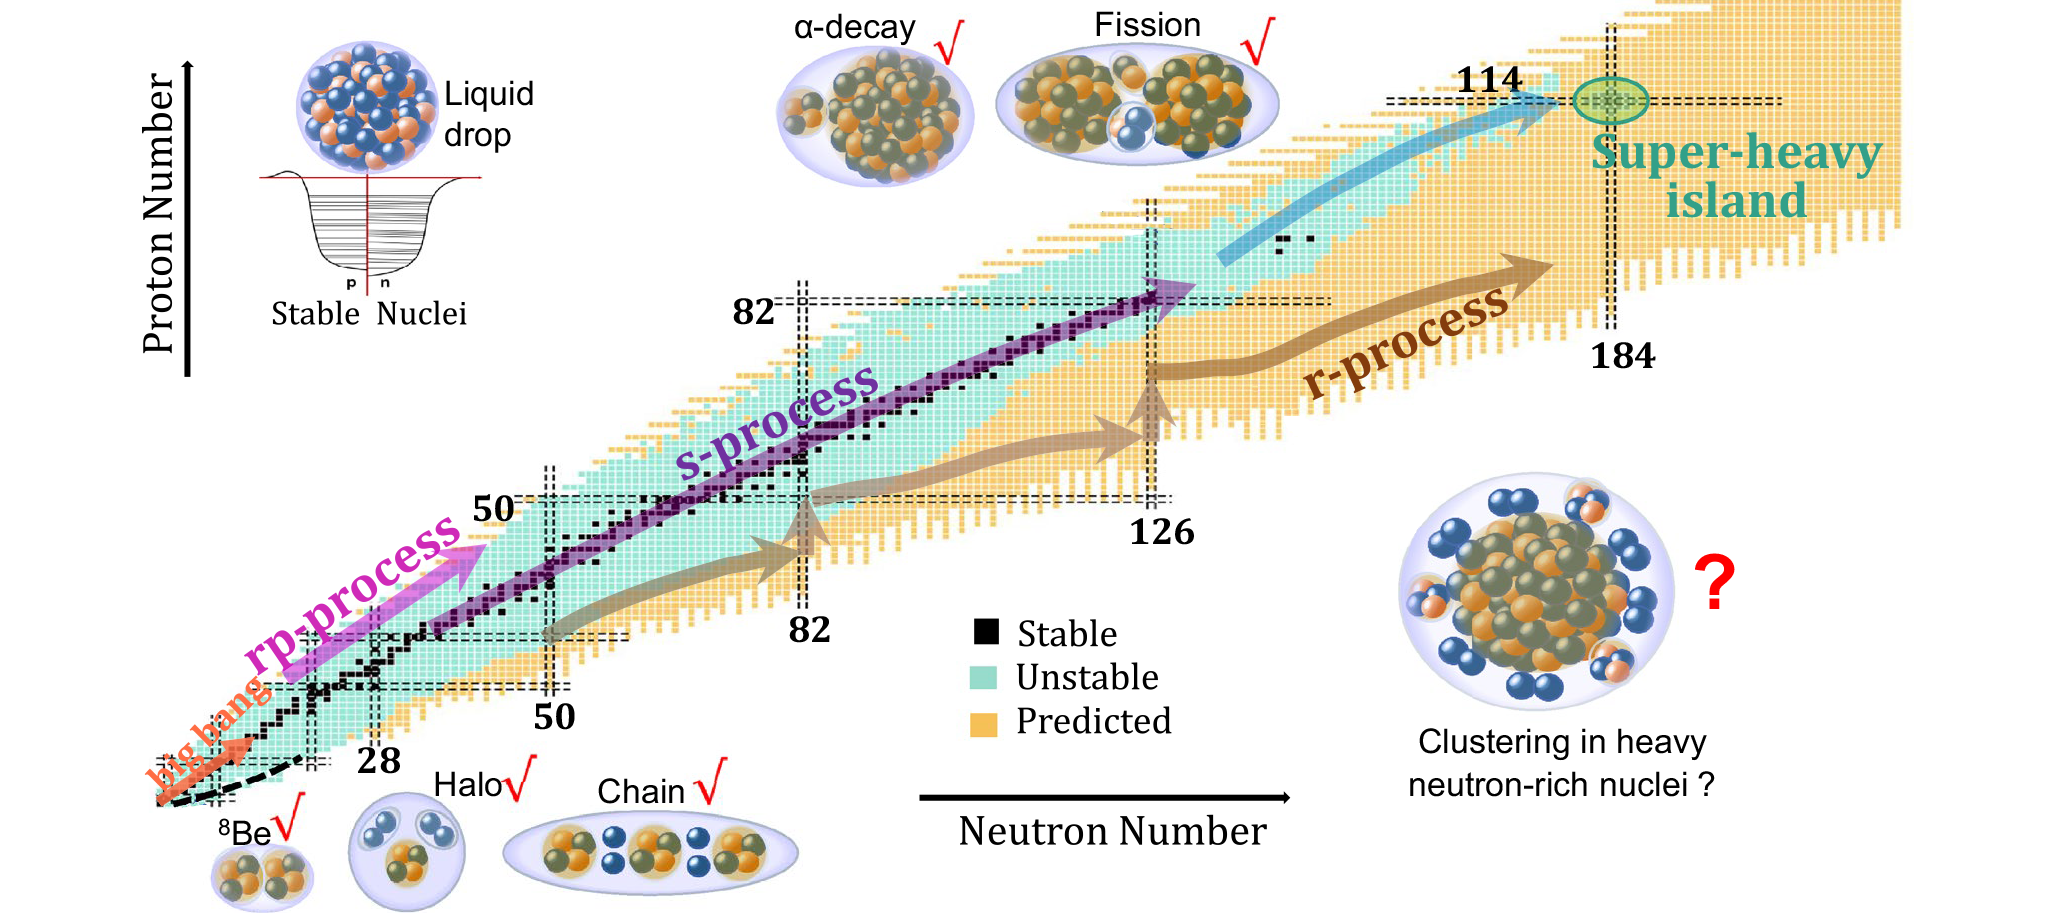 α-decay
Fission
Proton Number
Liquid
drop
p n
Stable Nuclei
114
Super-heavy
island
82
184
r-process
s-process
50
126
rp-process
82
big bang
50
28
Stable
Unstable
Predicted
?
Clustering in heavy
neutron-rich nuclei ?
Halo
Chain
⁸Be
Neutron Number